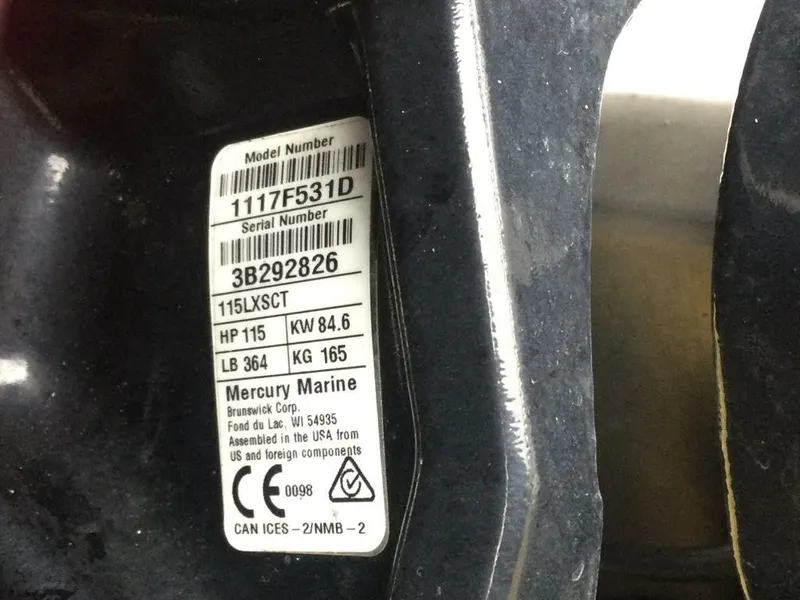 Model Number
1117F531D
Serial Number
3B292826
115LXSCT
HP 115 KW 84.6
LB 364 KG 165
Mercury Marine
Brunswick Corp.
Fond du Lac, WI 54935
Assembled in the USA from
US and foreign components
CE 0098
CAN ICES-2/NMB-2